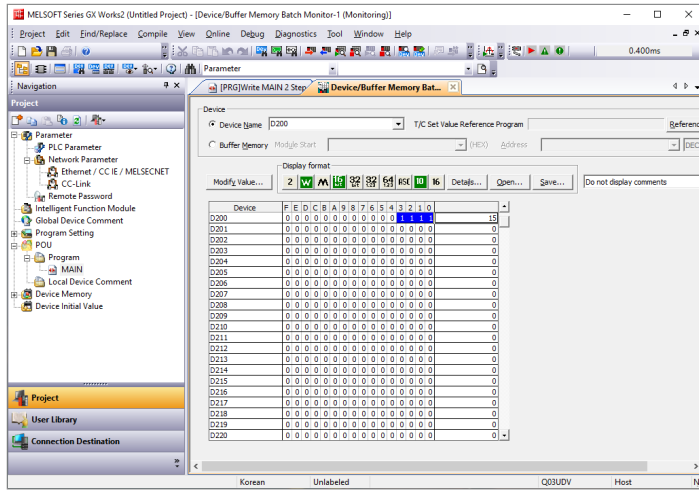 MELSOFT Series GX Works2 (Untitled Project) - [Device/Buffer Memory Batch Monitor-1 (Monitoring)]
Project Edit Find/Replace Compile View Online Debug Diagnostics Tool Window Help
0.400ms
Parameter
Navigation
[PRG]Write MAIN 2 Step
Device/Buffer Memory Bat...
Project
Parameter
PLC Parameter
Network Parameter
Ethernet / CC IE / MELSECNET
CC-Link
Remote Password
Intelligent Function Module
Global Device Comment
Program Setting
POU
Program
MAIN
Local Device Comment
Device Memory
Device Initial Value
Project
User Library
Connection Destination
Device
Device Name D200 T/C Set Value Reference Program Referenc
Buffer Memory Module Start (HEX) Address DEC
Display format
Modify Value... 2 W M 16 32 32 64 ASC 10 16 Details... Open... Save... Do not display comments
Device F E D C B A 9 8 7 6 5 4 3 2 1 0
D200 0 0 0 0 0 0 0 0 0 0 0 0 1 1 1 1 15
D201 0 0 0 0 0 0 0 0 0 0 0 0 0 0 0 0 0
D202 0 0 0 0 0 0 0 0 0 0 0 0 0 0 0 0 0
D203 0 0 0 0 0 0 0 0 0 0 0 0 0 0 0 0 0
D204 0 0 0 0 0 0 0 0 0 0 0 0 0 0 0 0 0
D205 0 0 0 0 0 0 0 0 0 0 0 0 0 0 0 0 0
D206 0 0 0 0 0 0 0 0 0 0 0 0 0 0 0 0 0
D207 0 0 0 0 0 0 0 0 0 0 0 0 0 0 0 0 0
D208 0 0 0 0 0 0 0 0 0 0 0 0 0 0 0 0 0
D209 0 0 0 0 0 0 0 0 0 0 0 0 0 0 0 0 0
D210 0 0 0 0 0 0 0 0 0 0 0 0 0 0 0 0 0
D211 0 0 0 0 0 0 0 0 0 0 0 0 0 0 0 0 0
D212 0 0 0 0 0 0 0 0 0 0 0 0 0 0 0 0 0
D213 0 0 0 0 0 0 0 0 0 0 0 0 0 0 0 0 0
D214 0 0 0 0 0 0 0 0 0 0 0 0 0 0 0 0 0
D215 0 0 0 0 0 0 0 0 0 0 0 0 0 0 0 0 0
D216 0 0 0 0 0 0 0 0 0 0 0 0 0 0 0 0 0
D217 0 0 0 0 0 0 0 0 0 0 0 0 0 0 0 0 0
D218 0 0 0 0 0 0 0 0 0 0 0 0 0 0 0 0 0
D219 0 0 0 0 0 0 0 0 0 0 0 0 0 0 0 0 0
D220 0 0 0 0 0 0 0 0 0 0 0 0 0 0 0 0 0
Korean Unlabeled Q03UDV Host